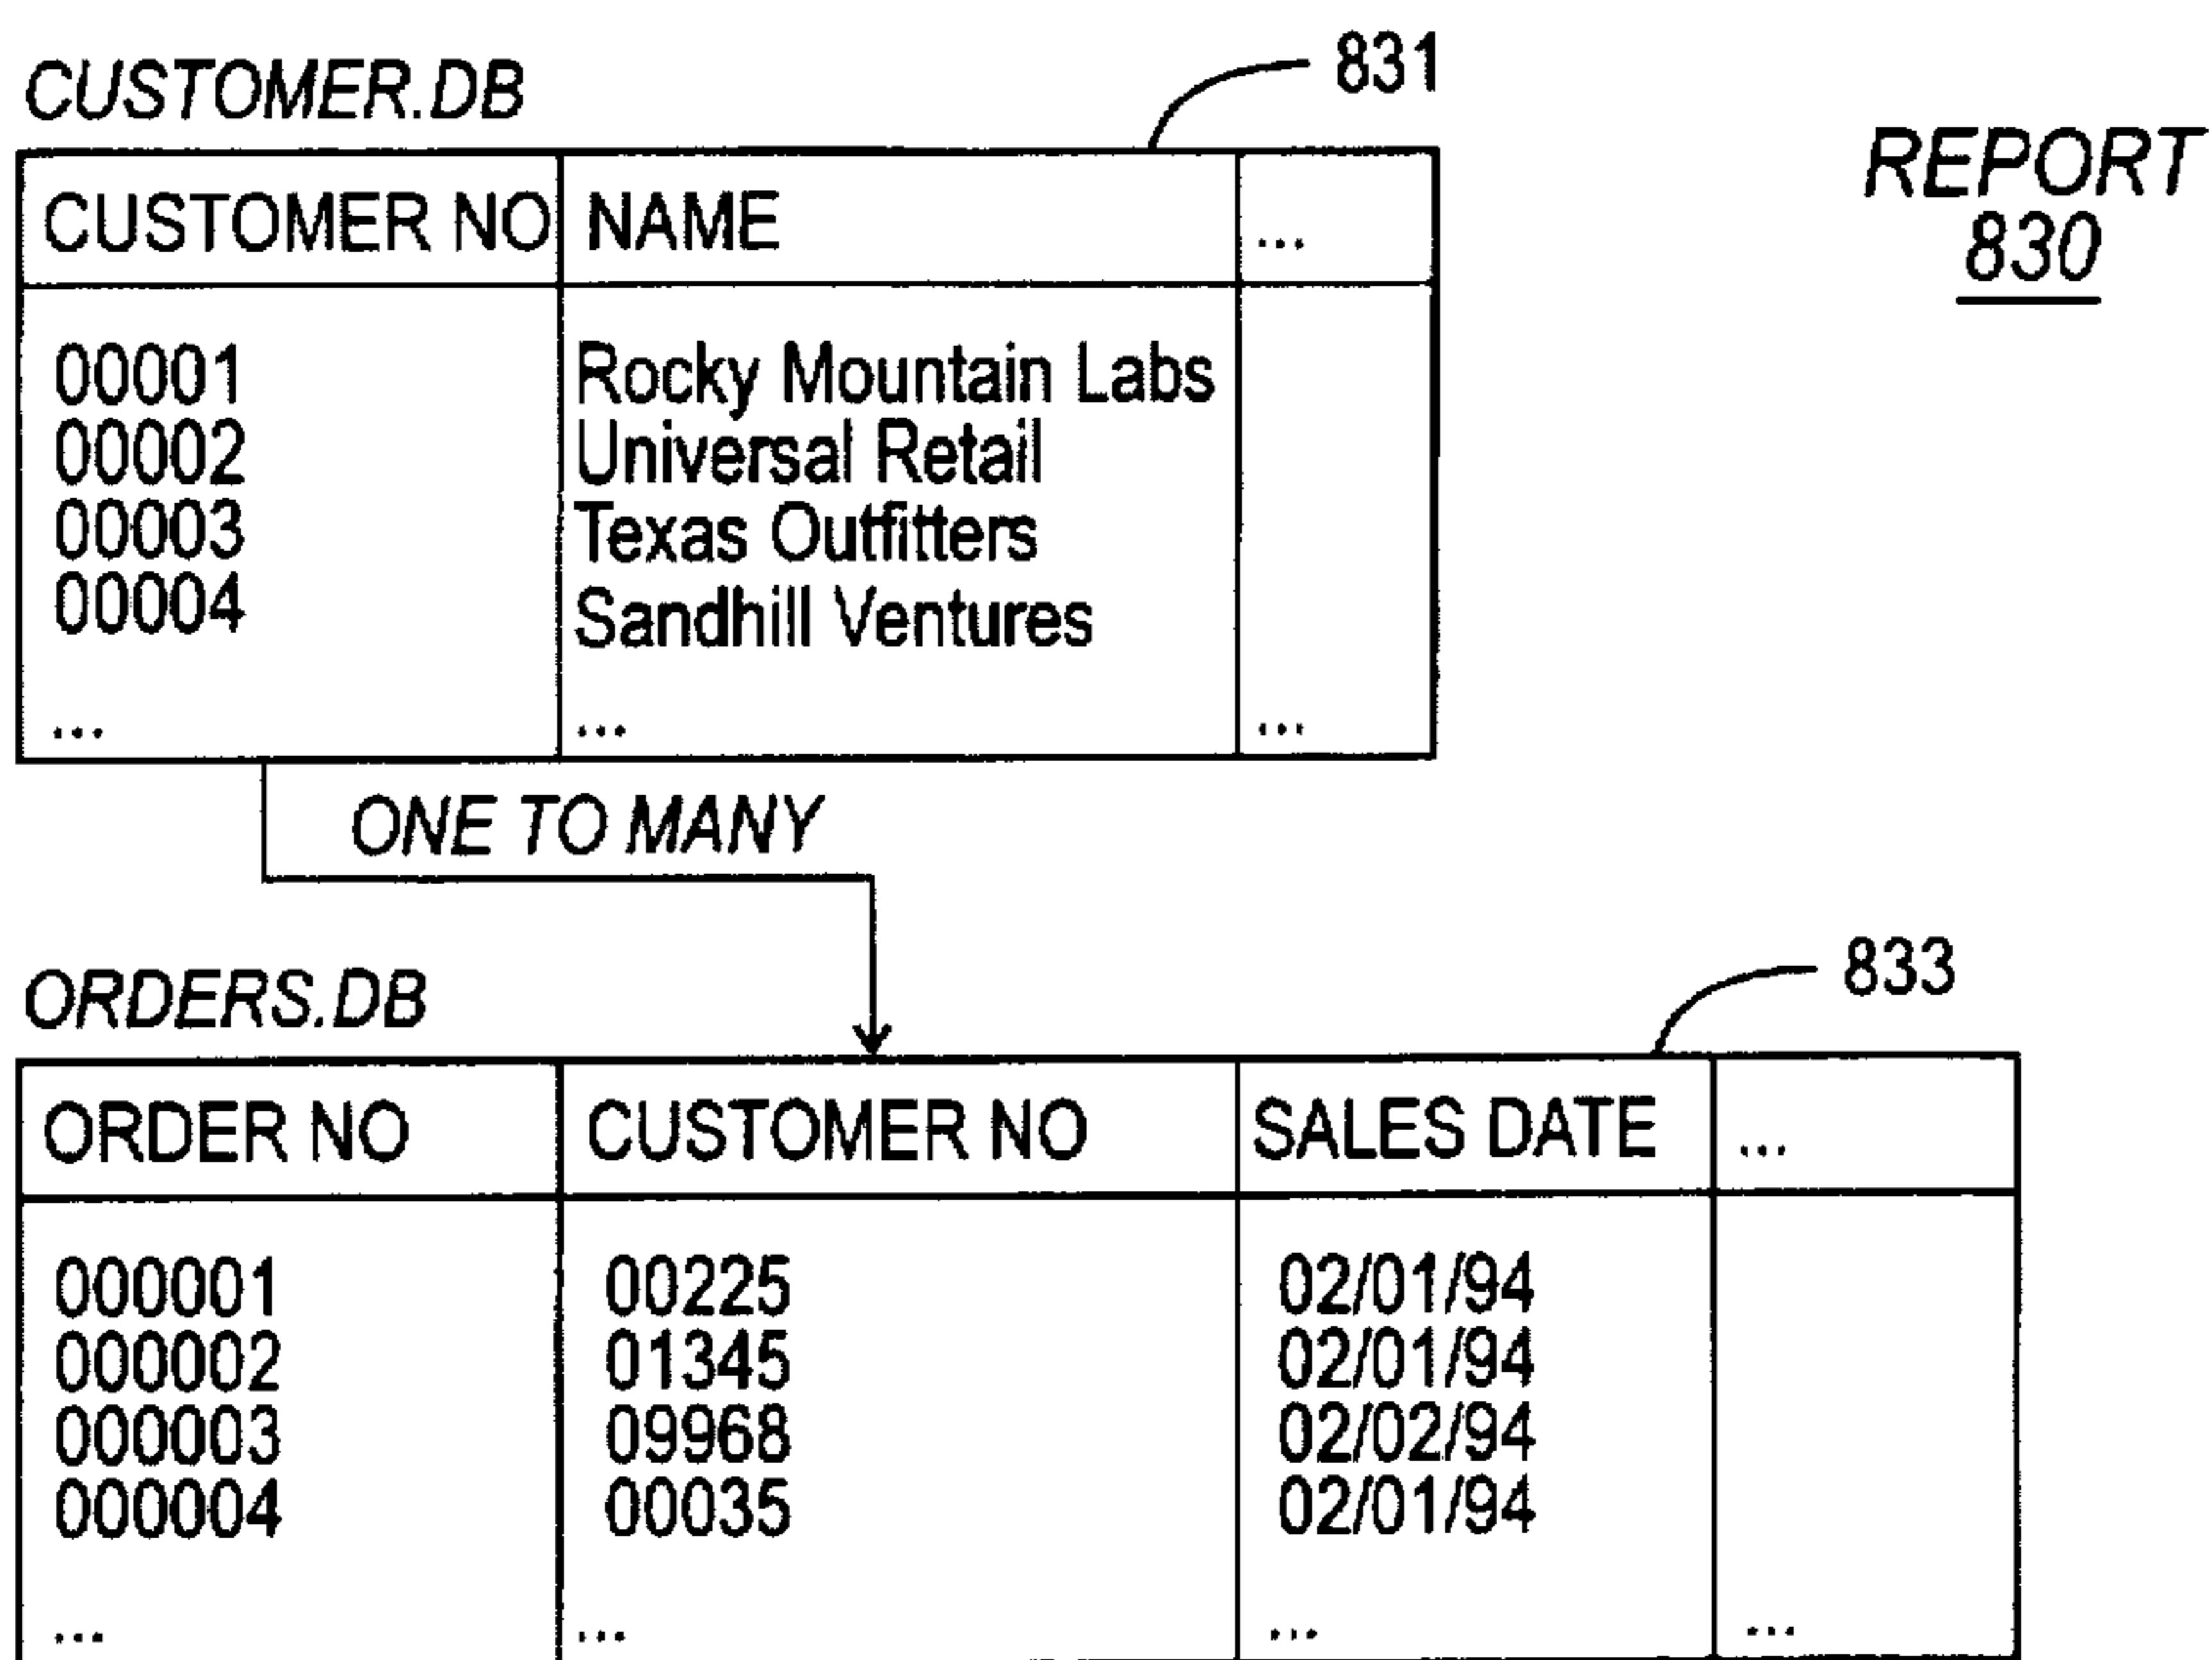 CUSTOMER.DB
831
REPORT
830
CUSTOMER NO NAME ...
00001 Rocky Mountain Labs
00002 Universal Retail
00003 Texas Outfitters
00004 Sandhill Ventures
... ... ...
ONE TO MANY
ORDERS.DB
833
ORDER NO CUSTOMER NO SALES DATE ...
000001 00225 02/01/94
000002 01345 02/01/94
000003 09968 02/02/94
000004 00035 02/01/94
... ... ... ...